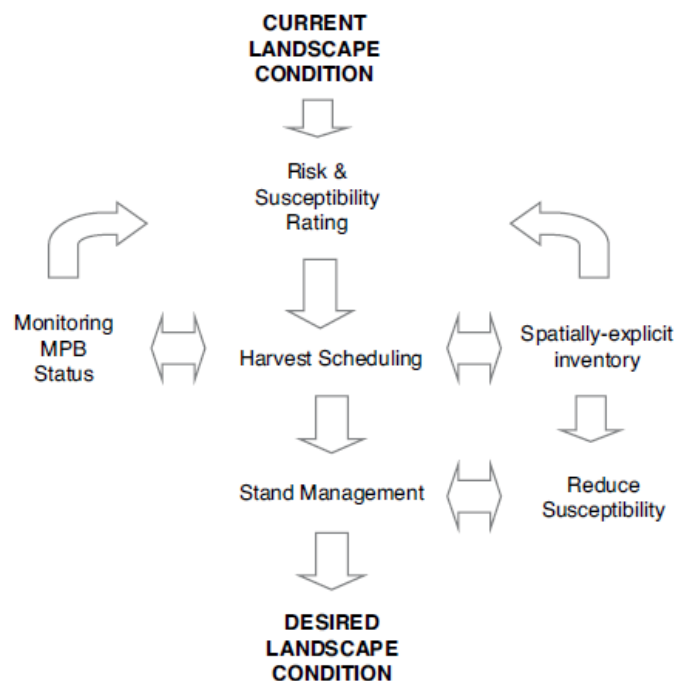 CURRENT
LANDSCAPE
CONDITION
Risk &
Susceptibility
Rating
Monitoring
MPB
Status
Harvest Scheduling
Spatially-explicit
inventory
Stand Management
Reduce
Susceptibility
DESIRED
LANDSCAPE
CONDITION